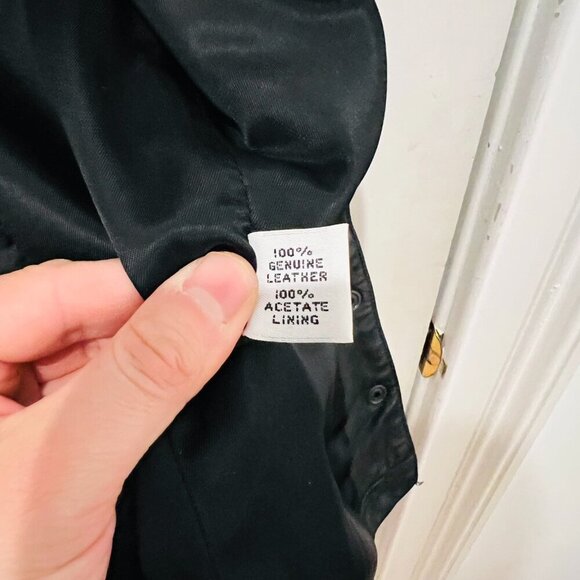 100%
GENUINE
LEATHER
100%
ACETATE
LINING